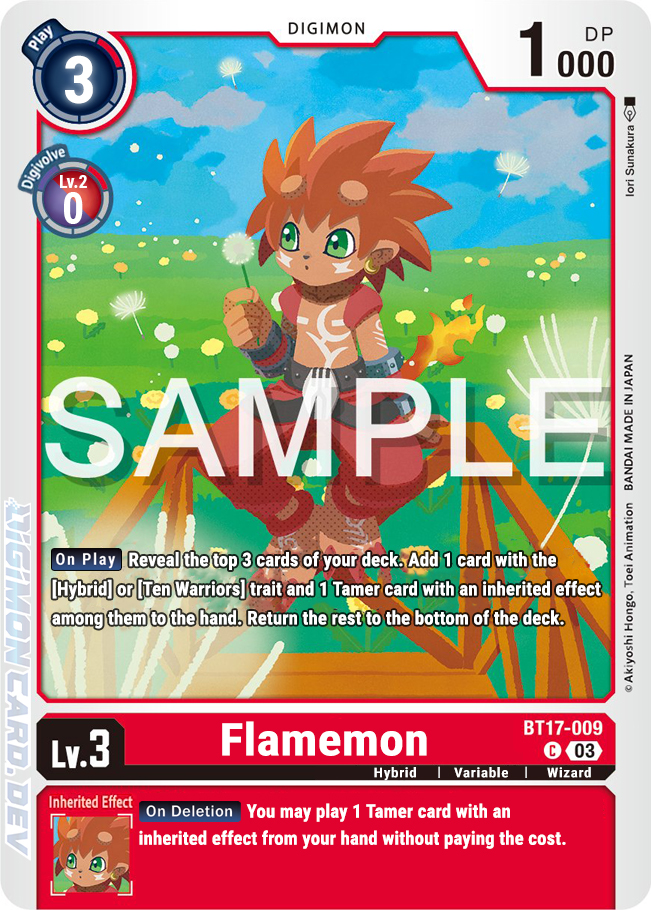 DIGIMON
Play
3
DP
1000
Digivolve
Lv.2
0
Iori Sunakura
SAMPLE
© Akiyoshi Hongo, Toei Animation BANDAI MADE IN JAPAN
DIGIMONCARD.DEV
On Play Reveal the top 3 cards of your deck. Add 1 card with the
[Hybrid] or [Ten Warriors] trait and 1 Tamer card with an inherited effect
among them to the hand. Return the rest to the bottom of the deck.
Lv.3
Flamemon
BT17-009
C 03
Hybrid | Variable | Wizard
Inherited Effect
On Deletion You may play 1 Tamer card with an
inherited effect from your hand without paying the cost.